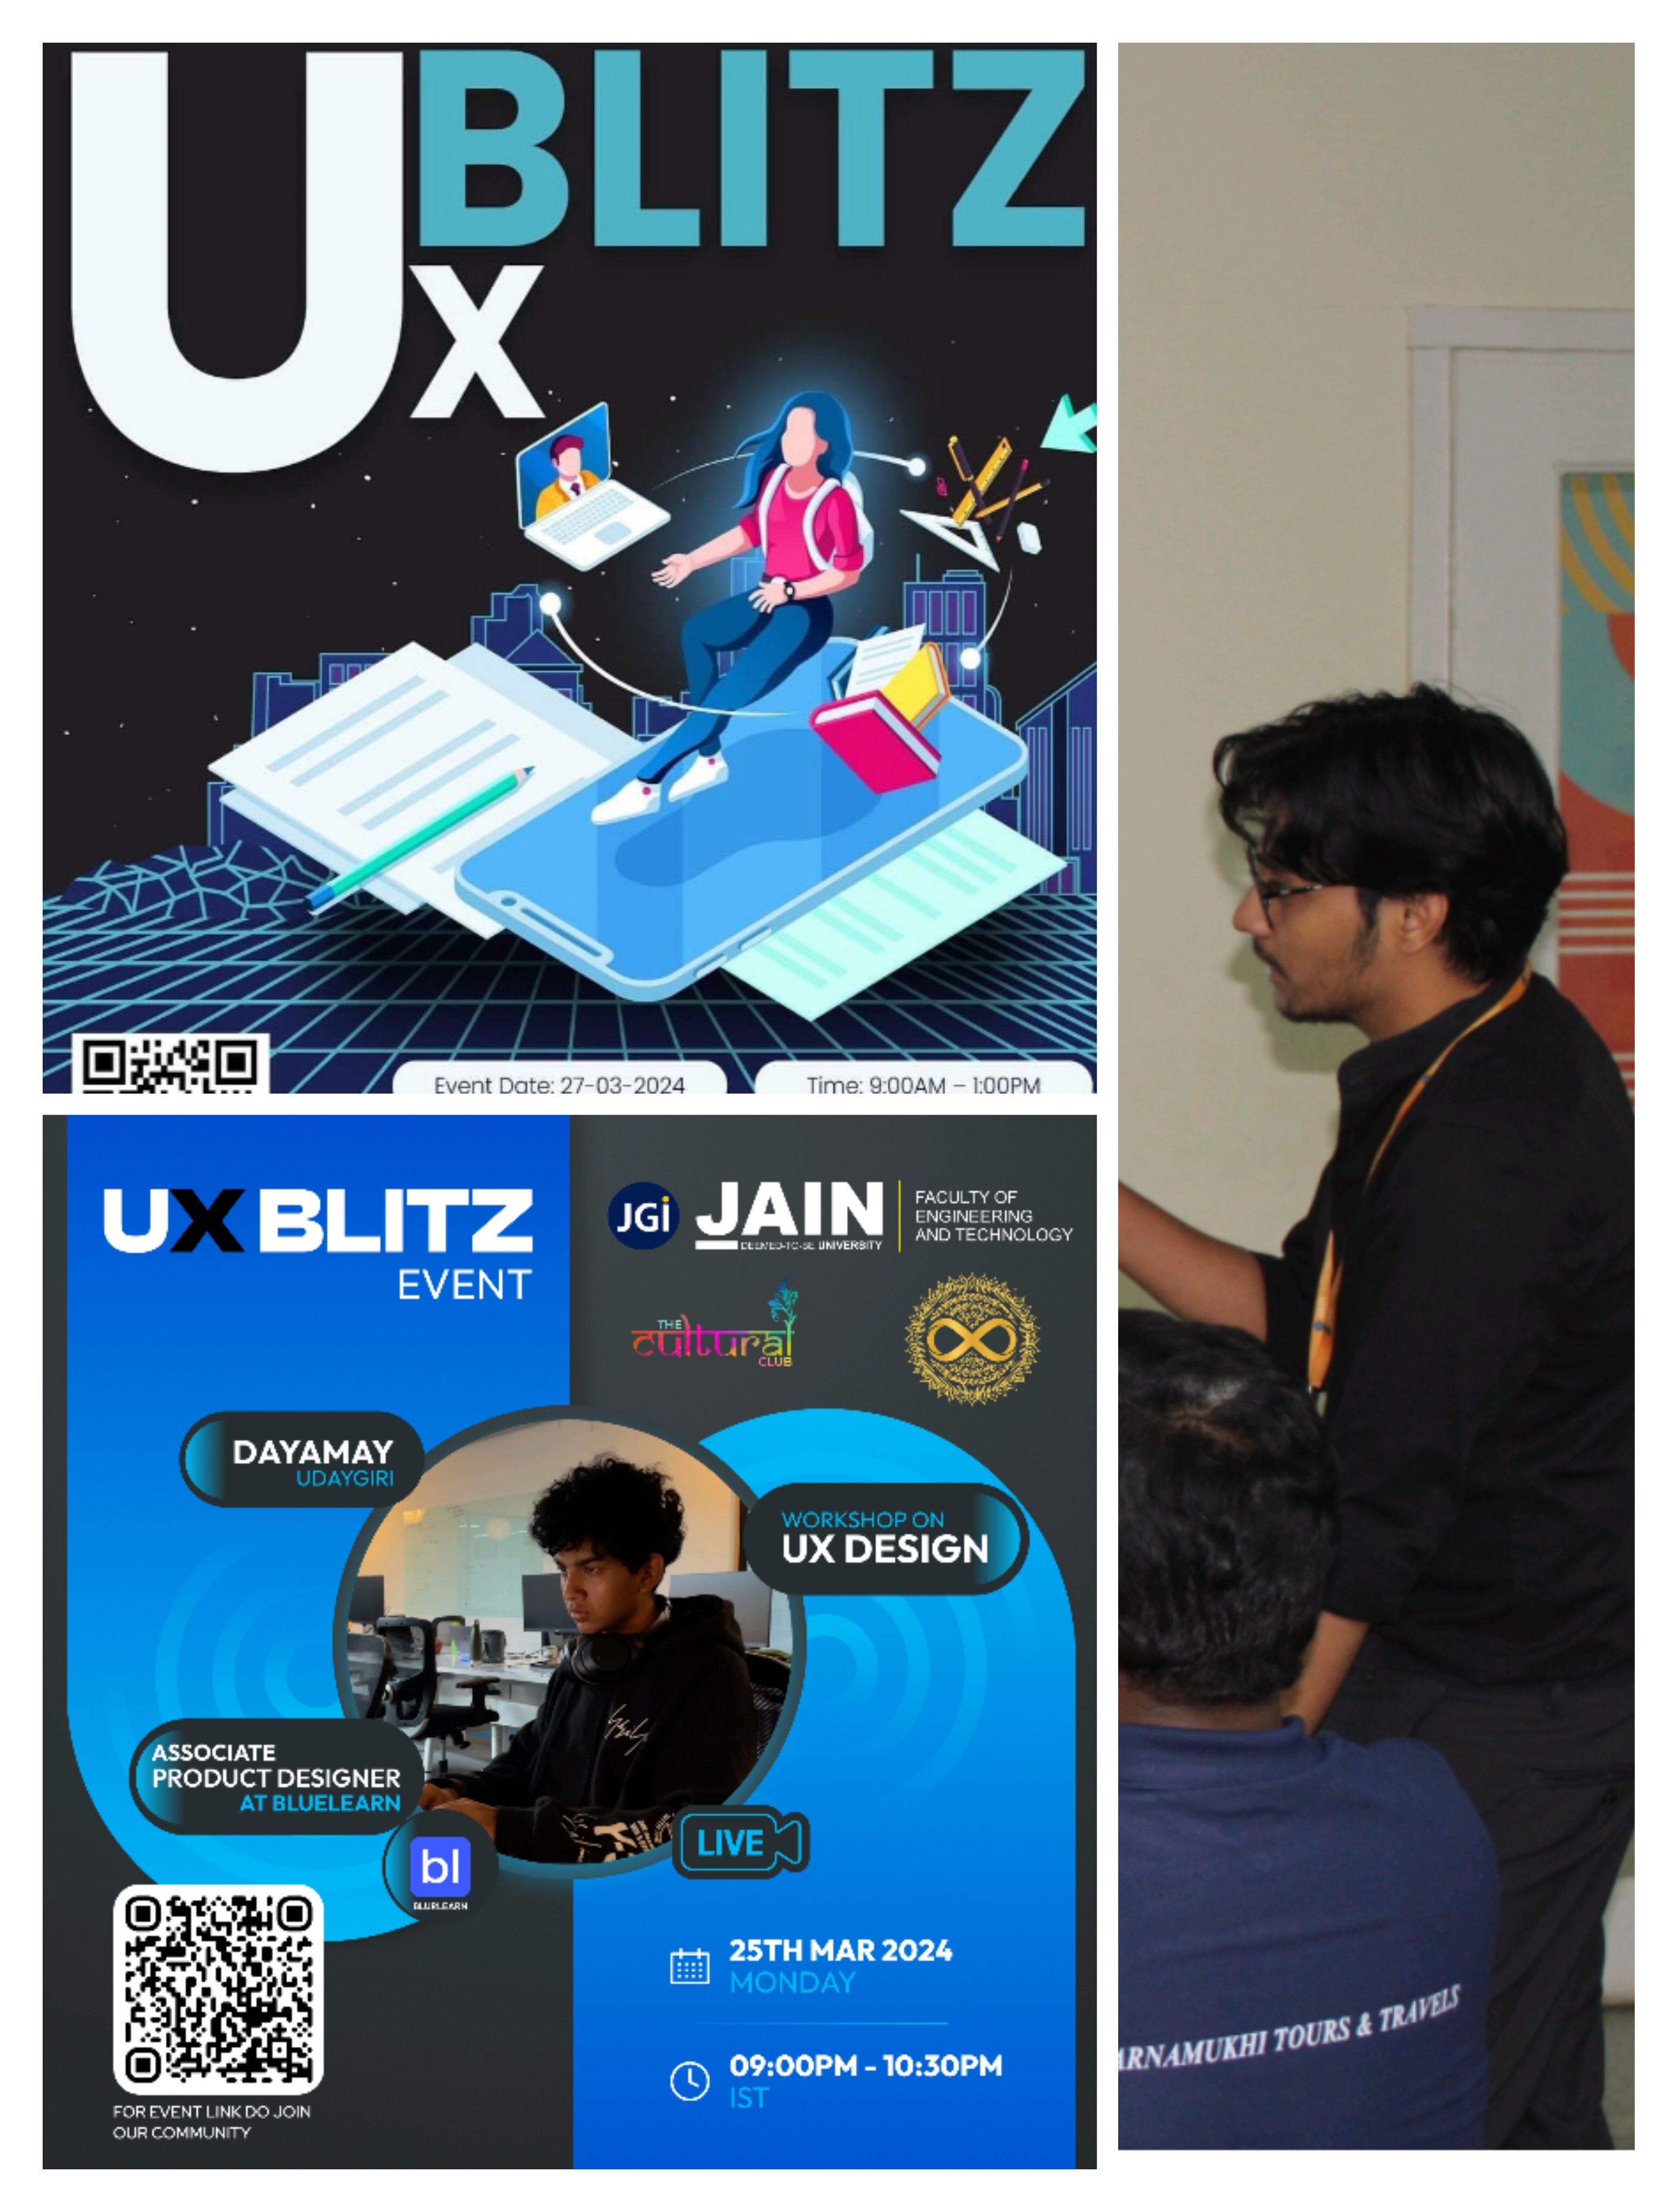 UBLITZ
X
Event Date: 27-03-2024
Time: 9:00AM – 1:00PM
UX BLITZ
EVENT
JGi
JAIN
DEEMED-TO-BE UNIVERSITY
FACULTY OF
ENGINEERING
AND TECHNOLOGY
THE
cultural
CLUB
DAYAMAY
UDAYGIRI
WORKSHOP ON
UX DESIGN
ASSOCIATE
PRODUCT DESIGNER
AT BLUELEARN
bl
BLUELEARN
LIVE
25TH MAR 2024
MONDAY
09:00PM - 10:30PM
IST
FOR EVENT LINK DO JOIN
OUR COMMUNITY
ARNAMUKHI TOURS & TRAVELS